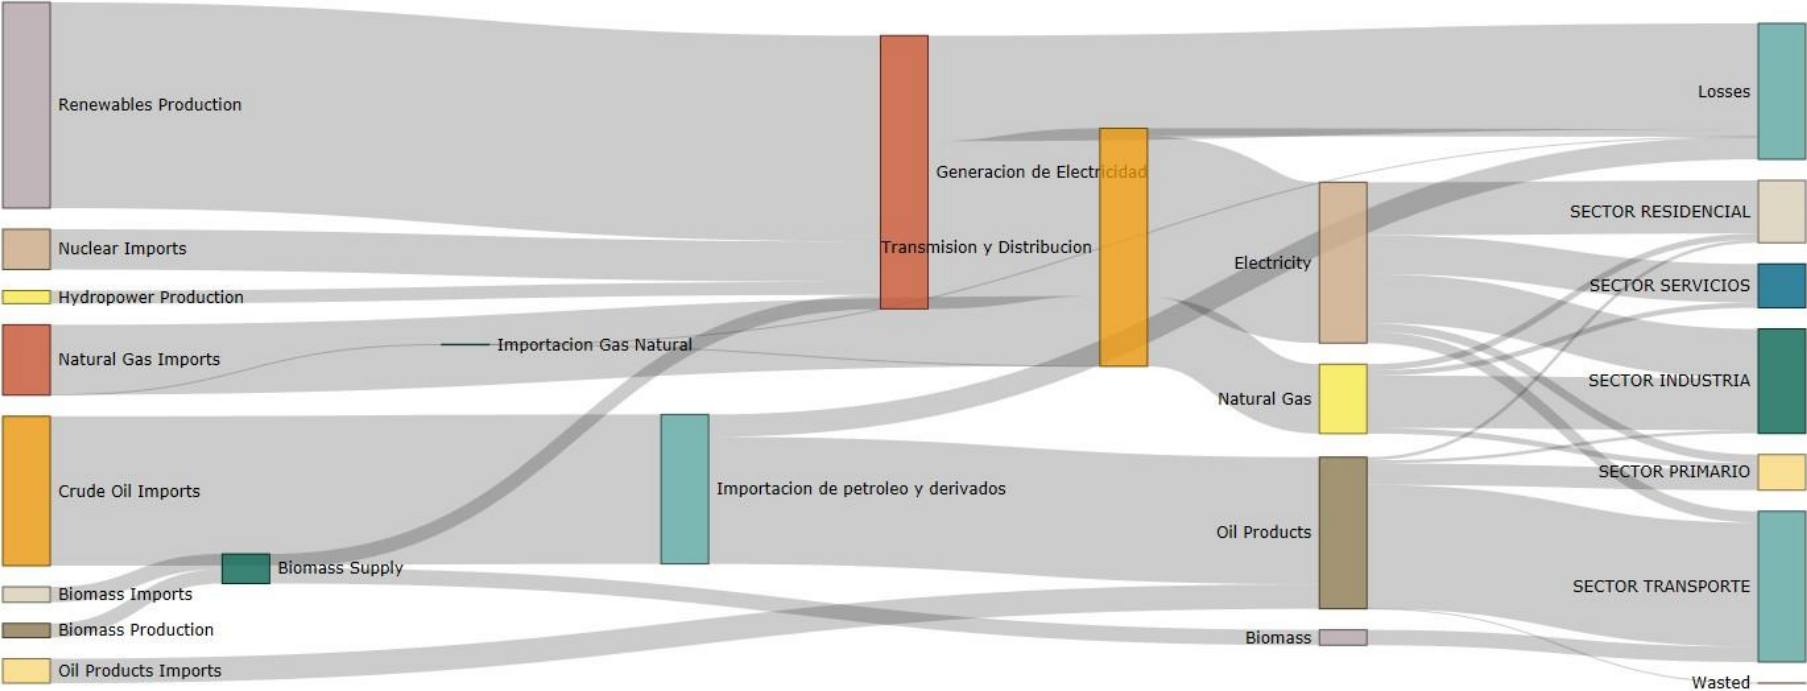 Renewables Production
Nuclear Imports
Hydropower Production
Natural Gas Imports
Crude Oil Imports
Biomass Imports
Biomass Production
Oil Products Imports
Biomass Supply
Importacion Gas Natural
Importacion de petroleo y derivados
Generacion de Electricidad
Transmision y Distribucion
Electricity
Natural Gas
Oil Products
Biomass
Losses
SECTOR RESIDENCIAL
SECTOR SERVICIOS
SECTOR INDUSTRIA
SECTOR PRIMARIO
SECTOR TRANSPORTE
Wasted